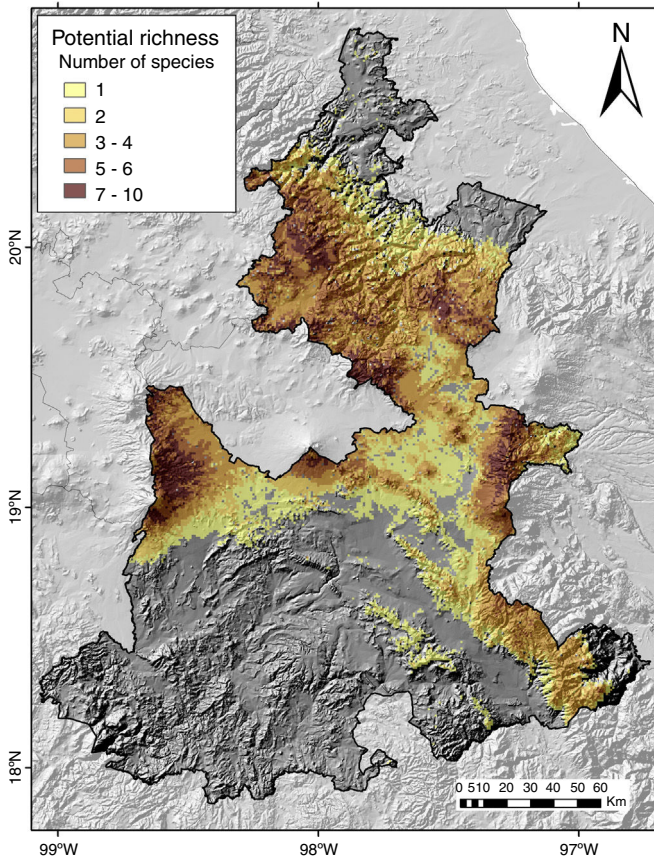 Potential richness
Number of species
1
2
3 - 4
5 - 6
7 - 10
N
20°N
19°N
18°N
0 5 10 20 30 40 50 60
Km
99°W 98°W 97°W